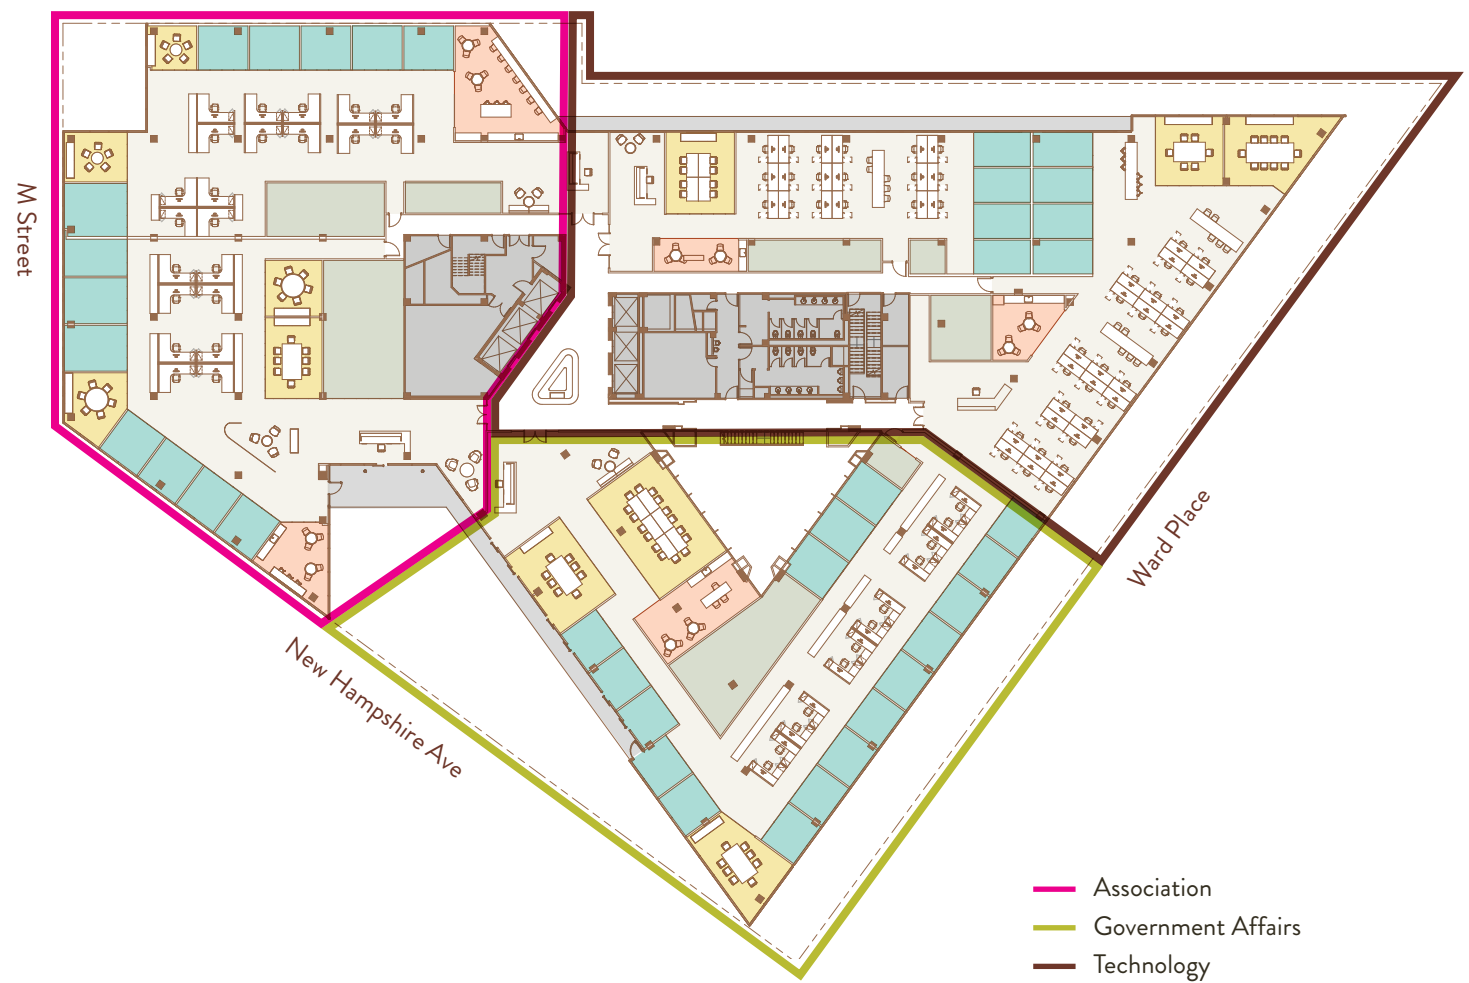 M Street
New Hampshire Ave
Ward Place
Association
Government Affairs
Technology